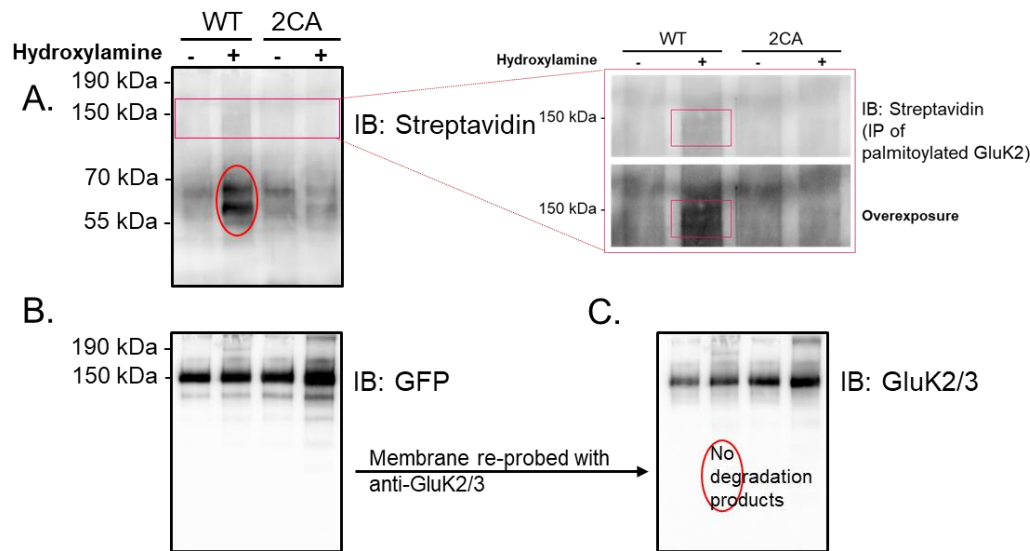 WT 2CA
Hydroxylamine - + - +
A.
190 kDa
150 kDa
70 kDa
55 kDa
IB: Streptavidin
WT 2CA
Hydroxylamine - + - +
150 kDa
IB: Streptavidin
(IP of
palmitoylated GluK2)
150 kDa
Overexposure
B.
190 kDa
150 kDa
IB: GFP
Membrane re-probed with
anti-GluK2/3
C.
IB: GluK2/3
No
degradation
products